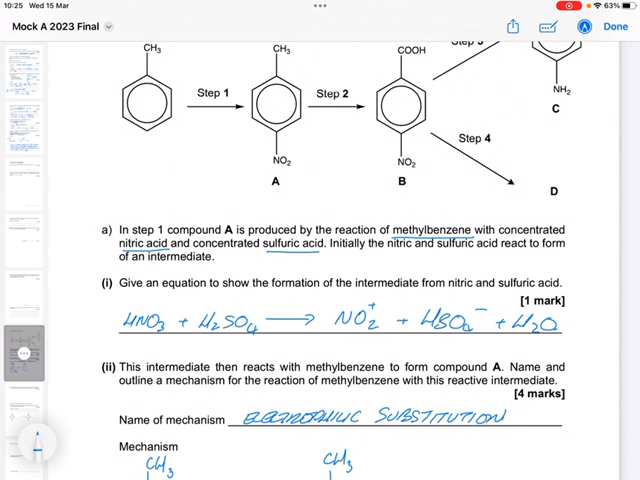 10:25 Wed 15 Mar
63%
Mock A 2023 Final
Done
CH₃
CH₃
COOH
Step 3
Step 1
Step 2
NO₂
NO₂
NH₂
A
B
C
Step 4
D
a) In step 1 compound A is produced by the reaction of methylbenzene with concentrated
nitric acid and concentrated sulfuric acid. Initially the nitric and sulfuric acid react to form
of an intermediate.
(i) Give an equation to show the formation of the intermediate from nitric and sulfuric acid.
[1 mark]
HNO₃ + H₂SO₄ ⟶ NO₂⁺ + HSO₄⁻ + H₂O
(ii) This intermediate then reacts with methylbenzene to form compound A. Name and
outline a mechanism for the reaction of methylbenzene with this reactive intermediate.
[4 marks]
Name of mechanism ELECTROPHILIC SUBSTITUTION
Mechanism
CH₃
CH₃